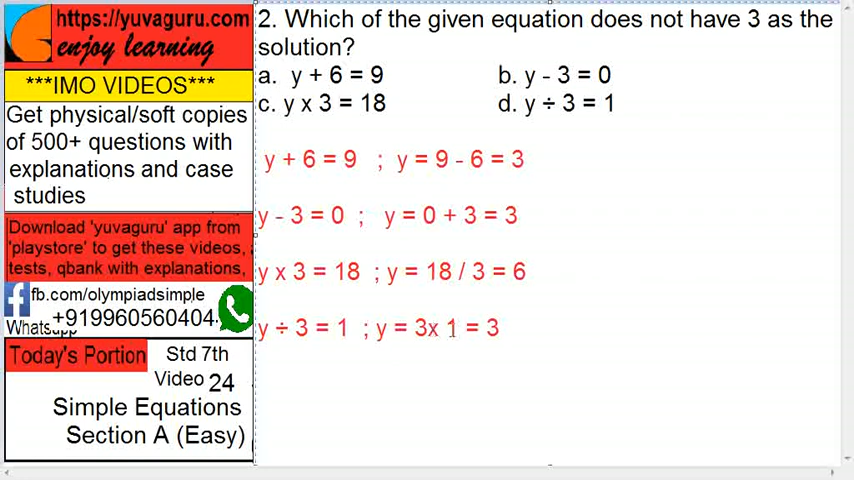 https://yuvaguru.com
enjoy learning
***IMO VIDEOS***
Get physical/soft copies
of 500+ questions with
explanations and case
studies
Download 'yuvaguru' app from
'playstore' to get these videos,
tests, qbank with explanations,
fb.com/olympiadsimple
Whatsapp +919960560404
Today's Portion Std 7th
Video 24
Simple Equations
Section A (Easy)
2. Which of the given equation does not have 3 as the
solution?
a. y + 6 = 9 b. y - 3 = 0
c. y x 3 = 18 d. y ÷ 3 = 1
y + 6 = 9 ; y = 9 - 6 = 3
y - 3 = 0 ; y = 0 + 3 = 3
y x 3 = 18 ; y = 18 / 3 = 6
y ÷ 3 = 1 ; y = 3x 1 = 3